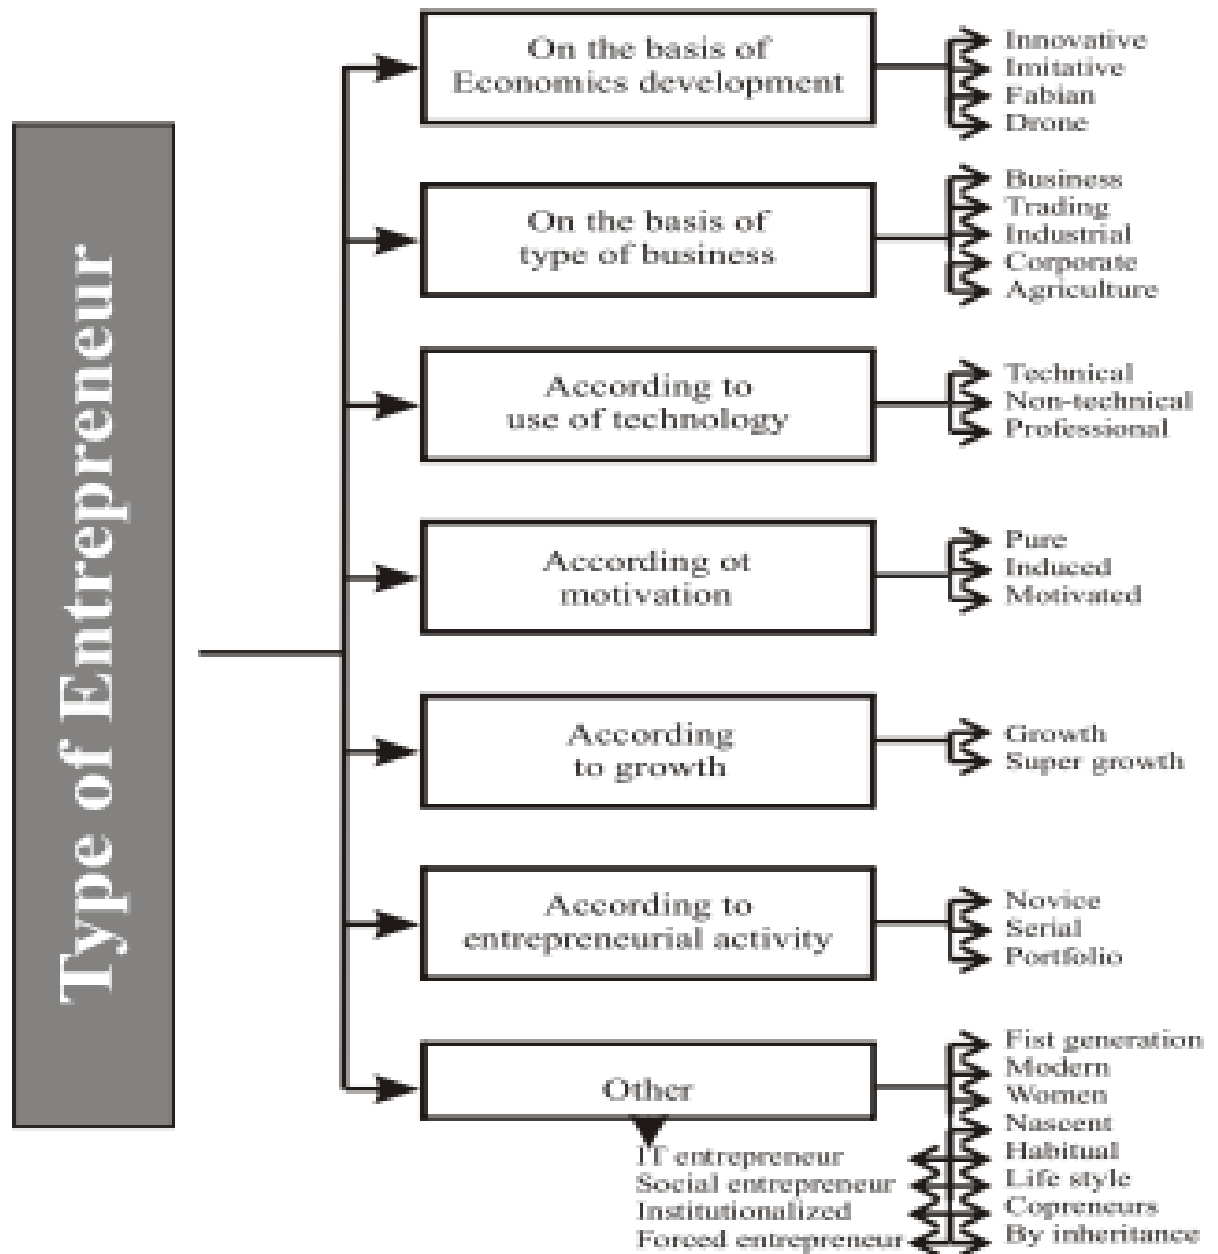 Type of Entrepreneur
On the basis of
Economics development
Innovative
Imitative
Fabian
Drone
On the basis of
type of business
Business
Trading
Industrial
Corporate
Agriculture
According to
use of technology
Technical
Non-technical
Professional
According ot
motivation
Pure
Induced
Motivated
According
to growth
Growth
Super growth
According to
entrepreneurial activity
Novice
Serial
Portfolio
Other
Fist generation
Modern
Women
Nascent
Habitual
Life style
Copreneurs
By inheritance
IT entrepreneur
Social entrepreneur
Institutionalized
Forced entrepreneur